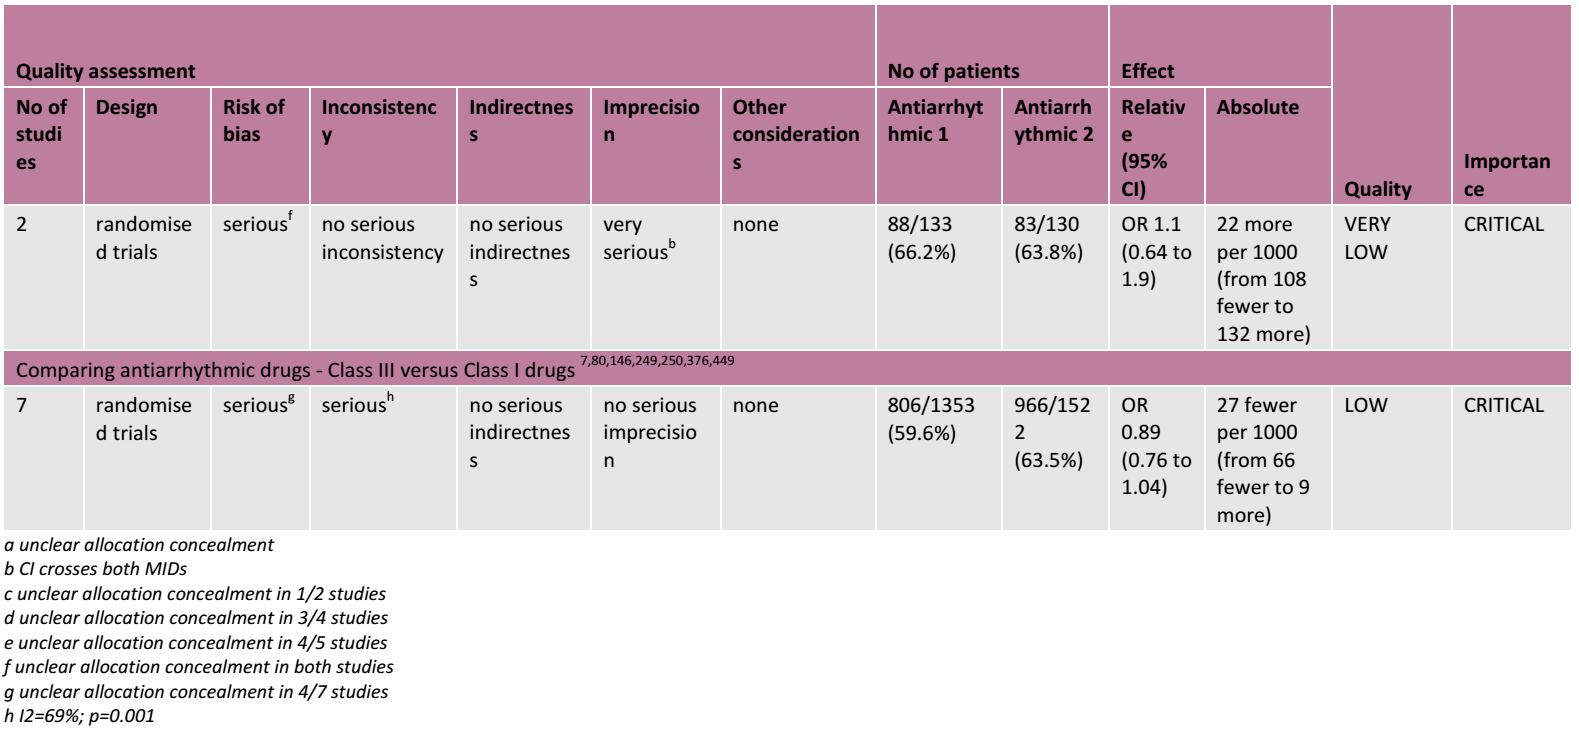 Quality assessment No of patients Effect
No of studi es Design Risk of bias Inconsistenc y Indirectnes s Imprecisio n Other consideration s Antiarrhyt hmic 1 Antiarrh ythmic 2 Relativ e (95% CI) Absolute Quality Importan ce
2 randomise d trials serious^f no serious inconsistency no serious indirectnes s very serious^b none 88/133 (66.2%) 83/130 (63.8%) OR 1.1 (0.64 to 1.9) 22 more per 1000 (from 108 fewer to 132 more) VERY LOW CRITICAL
Comparing antiarrhythmic drugs - Class III versus Class I drugs 7,80,146,249,250,376,449
7 randomise d trials serious^g serious^h no serious indirectnes s no serious imprecisio n none 806/1353 (59.6%) 966/152 2 (63.5%) OR 0.89 (0.76 to 1.04) 27 fewer per 1000 (from 66 fewer to 9 more) LOW CRITICAL
a unclear allocation concealment
b CI crosses both MIDs
c unclear allocation concealment in 1/2 studies
d unclear allocation concealment in 3/4 studies
e unclear allocation concealment in 4/5 studies
f unclear allocation concealment in both studies
g unclear allocation concealment in 4/7 studies
h I2=69%; p=0.001